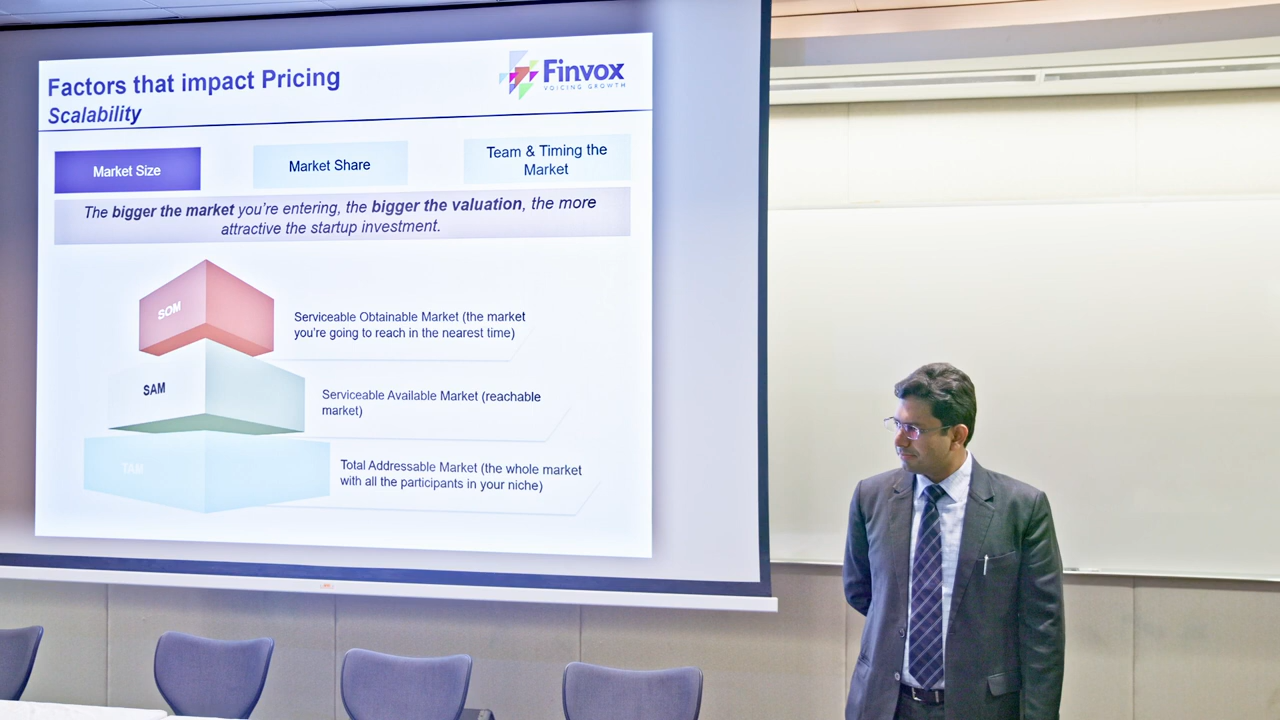 Factors that impact Pricing
Scalability
Finvox
VOICING GROWTH
Market Size
Market Share
Team & Timing the
Market
The bigger the market you're entering, the bigger the valuation, the more
attractive the startup investment.
SOM
Serviceable Obtainable Market (the market
you're going to reach in the nearest time)
SAM
Serviceable Available Market (reachable
market)
TAM
Total Addressable Market (the whole market
with all the participants in your niche)